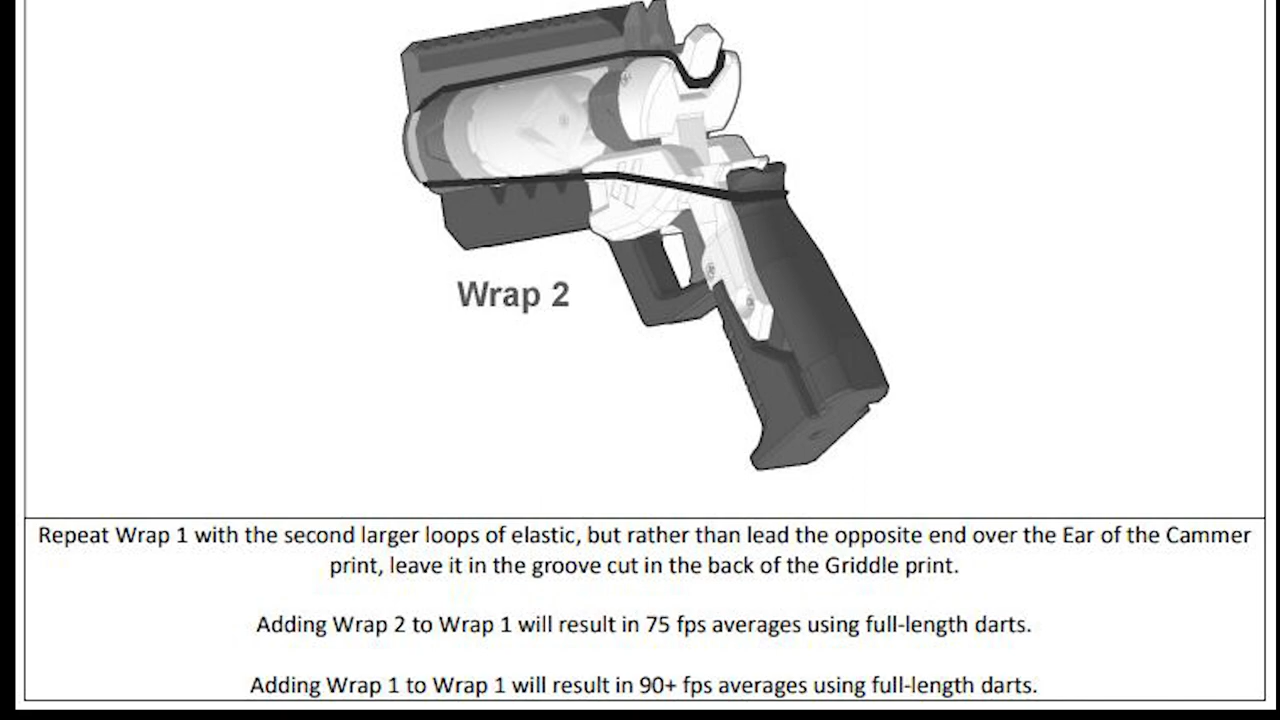 Wrap 2
Repeat Wrap 1 with the second larger loops of elastic, but rather than lead the opposite end over the Ear of the Cammer
print, leave it in the groove cut in the back of the Griddle print.
Adding Wrap 2 to Wrap 1 will result in 75 fps averages using full-length darts.
Adding Wrap 1 to Wrap 1 will result in 90+ fps averages using full-length darts.